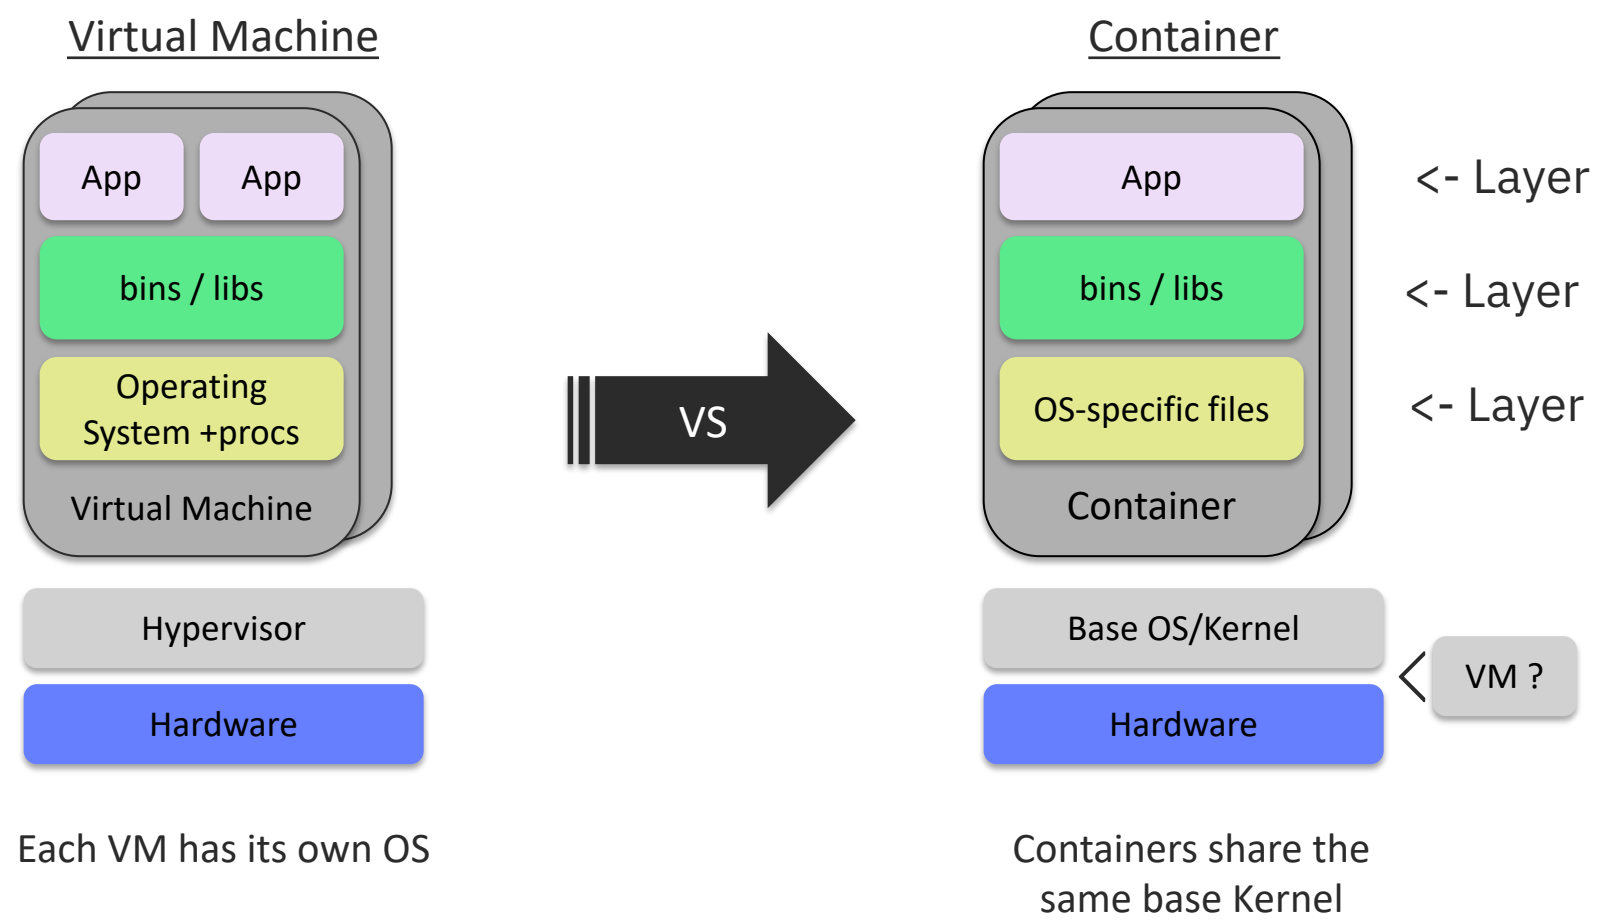 Virtual Machine
App
App
bins / libs
Operating
System +procs
Virtual Machine
Hypervisor
Hardware
Each VM has its own OS
VS
Container
App
<- Layer
bins / libs
<- Layer
OS-specific files
<- Layer
Container
Base OS/Kernel
VM ?
Hardware
Containers share the
same base Kernel